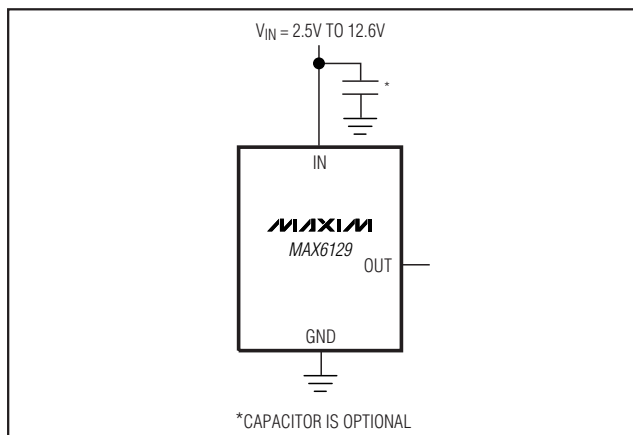 V_IN = 2.5V TO 12.6V
*
IN
MAXIM
MAX6129
OUT
GND
*CAPACITOR IS OPTIONAL